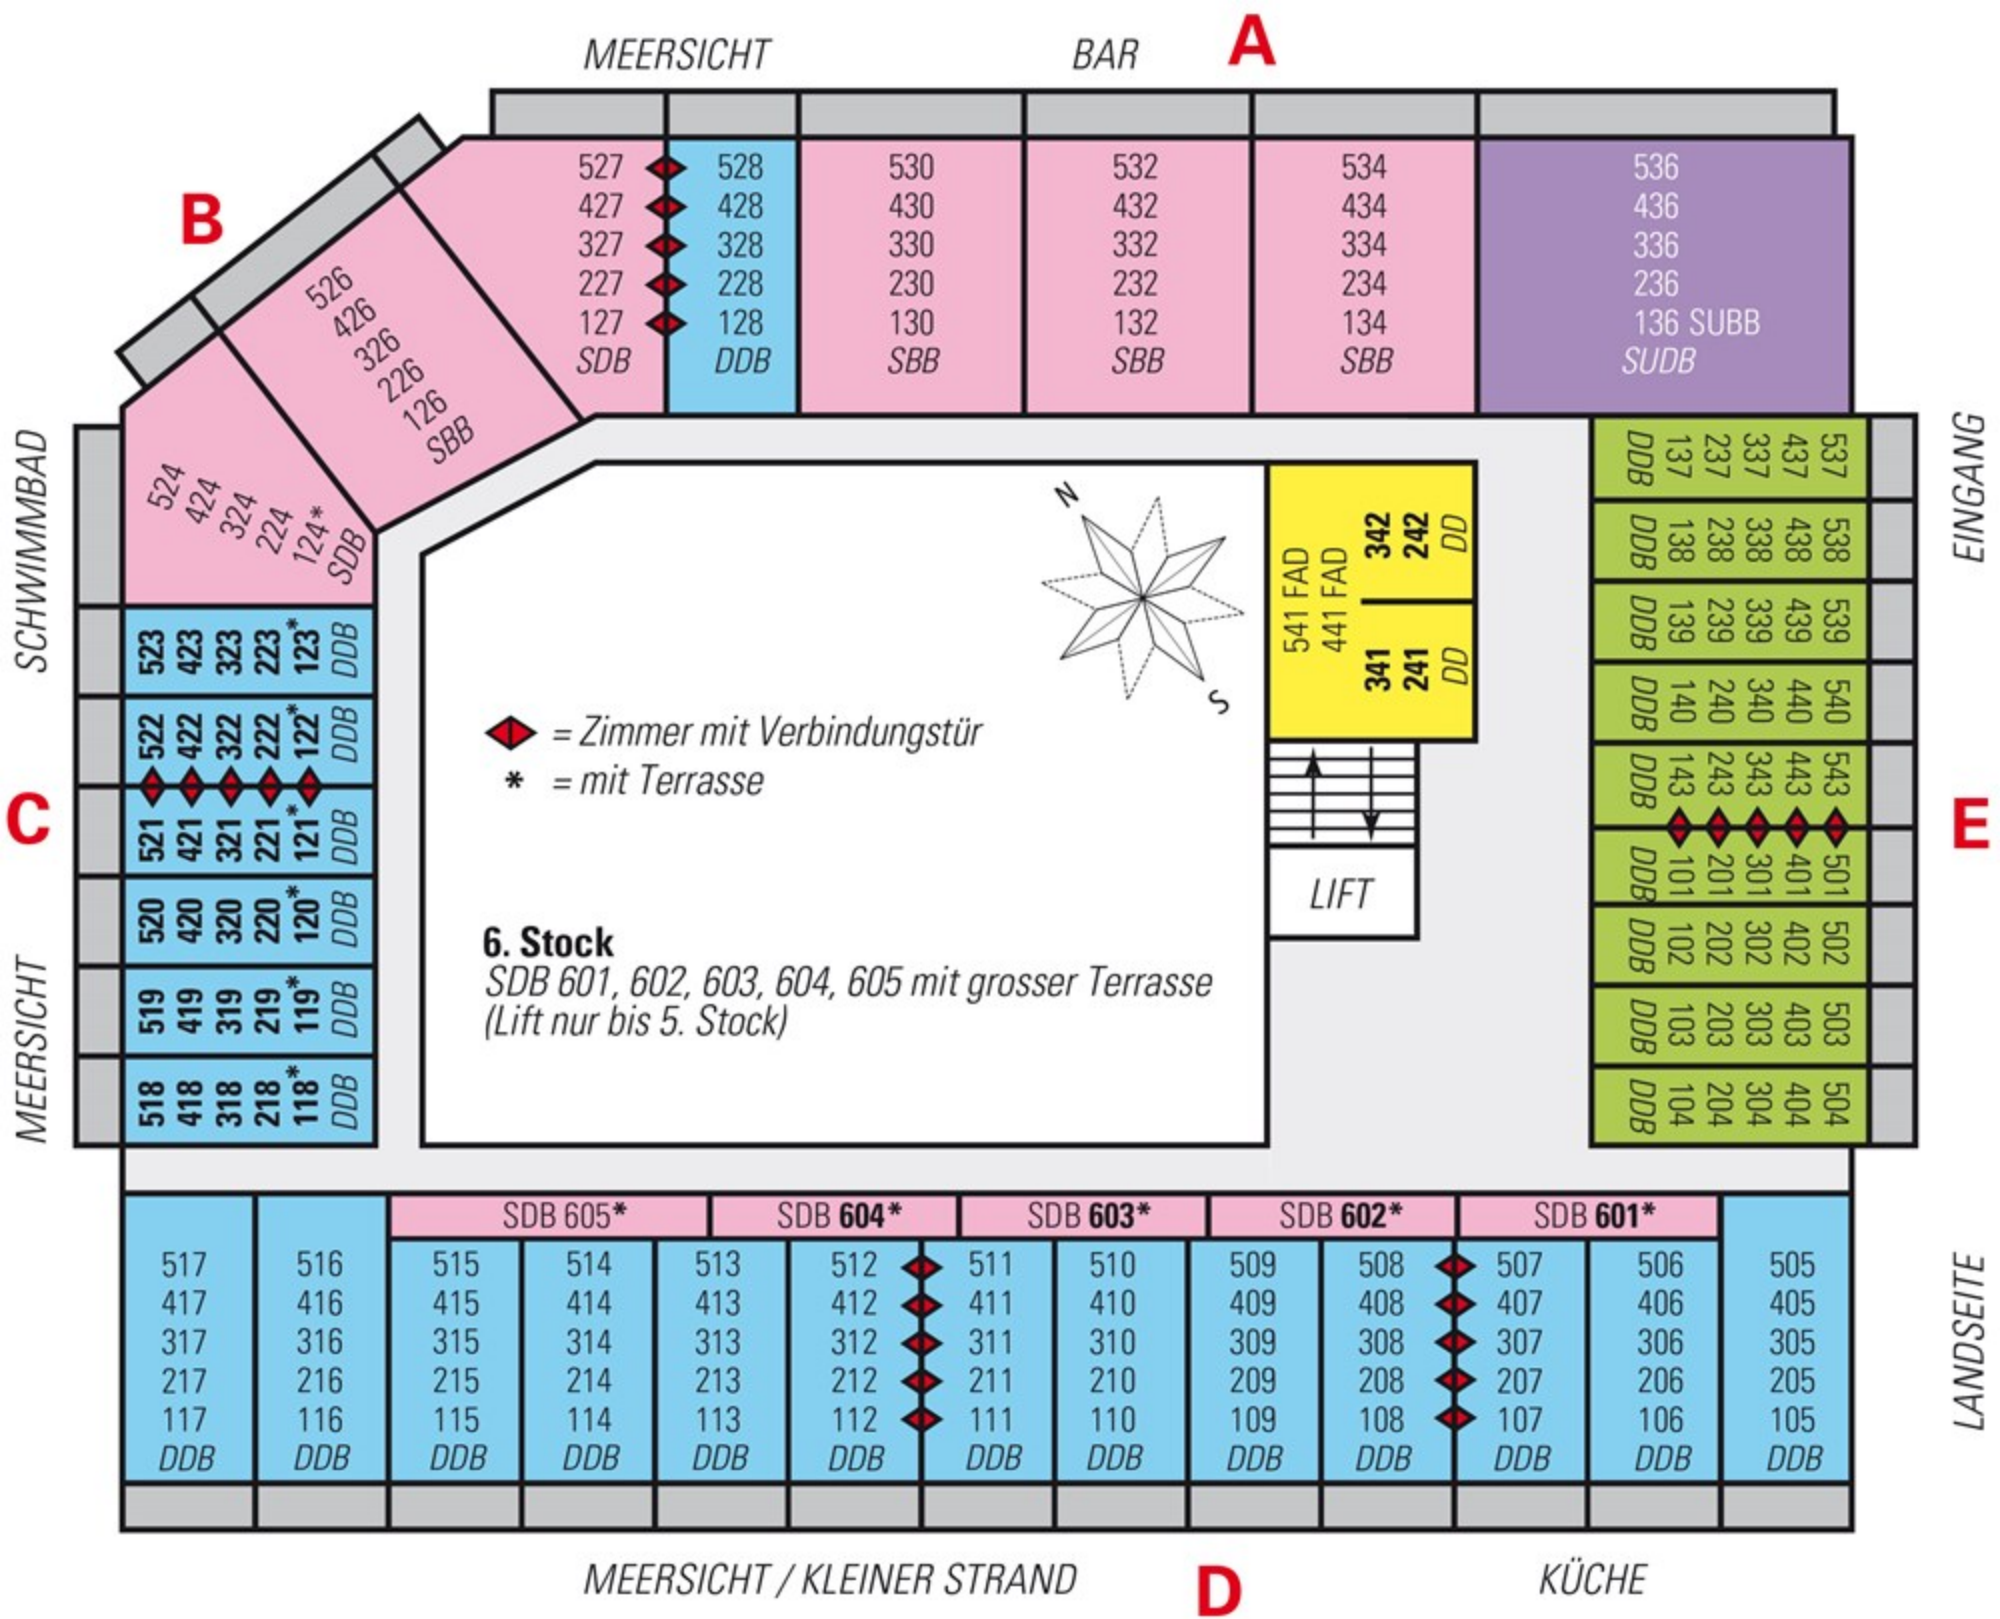 MEERSICHT
BAR
A
B
527
427
327
227
127
SDB
528
428
328
228
128
DDB
530
430
330
230
130
SBB
532
432
332
232
132
SBB
534
434
334
234
134
SBB
536
436
336
236
136 SUBB
SUDB
526
426
326
226
126
SBB
524
424
324
224
124*
SDB
SCHWIMMBAD
MEERSICHT
C
523
423
323
223
123*
DDB
522
422
322
222
122*
DDB
521
421
321
221
121*
DDB
520
420
320
220
120*
DDB
519
419
319
219
119*
DDB
518
418
318
218
118*
DDB
N
S
= Zimmer mit Verbindungstür
* = mit Terrasse
6. Stock
SDB 601, 602, 603, 604, 605 mit grosser Terrasse
(Lift nur bis 5. Stock)
541 FAD
441 FAD
342
242
DD
341
241
DD
LIFT
537
437
337
237
137
DDB
538
438
338
238
138
DDB
539
439
339
239
139
DDB
540
440
340
240
140
DDB
543
443
343
243
143
DDB
501
401
301
201
101
DDB
502
402
302
202
102
DDB
503
403
303
203
103
DDB
504
404
304
204
104
DDB
EINGANG
E
LANDSEITE
SDB 605*
SDB 604*
SDB 603*
SDB 602*
SDB 601*
517
417
317
217
117
DDB
516
416
316
216
116
DDB
515
415
315
215
115
DDB
514
414
314
214
114
DDB
513
413
313
213
113
DDB
512
412
312
212
112
DDB
511
411
311
211
111
DDB
510
410
310
210
110
DDB
509
409
309
209
109
DDB
508
408
308
208
108
DDB
507
407
307
207
107
DDB
506
406
306
206
106
DDB
505
405
305
205
105
DDB
MEERSICHT / KLEINER STRAND
D
KÜCHE